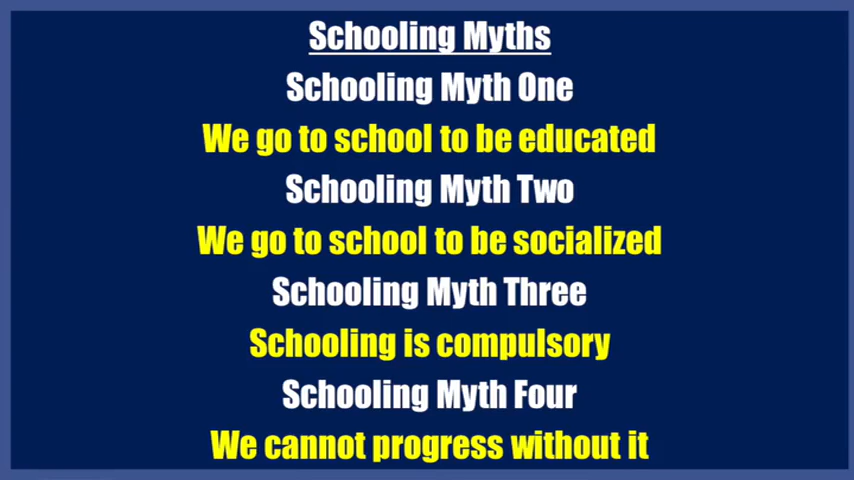 Schooling Myths
Schooling Myth One
We go to school to be educated
Schooling Myth Two
We go to school to be socialized
Schooling Myth Three
Schooling is compulsory
Schooling Myth Four
We cannot progress without it